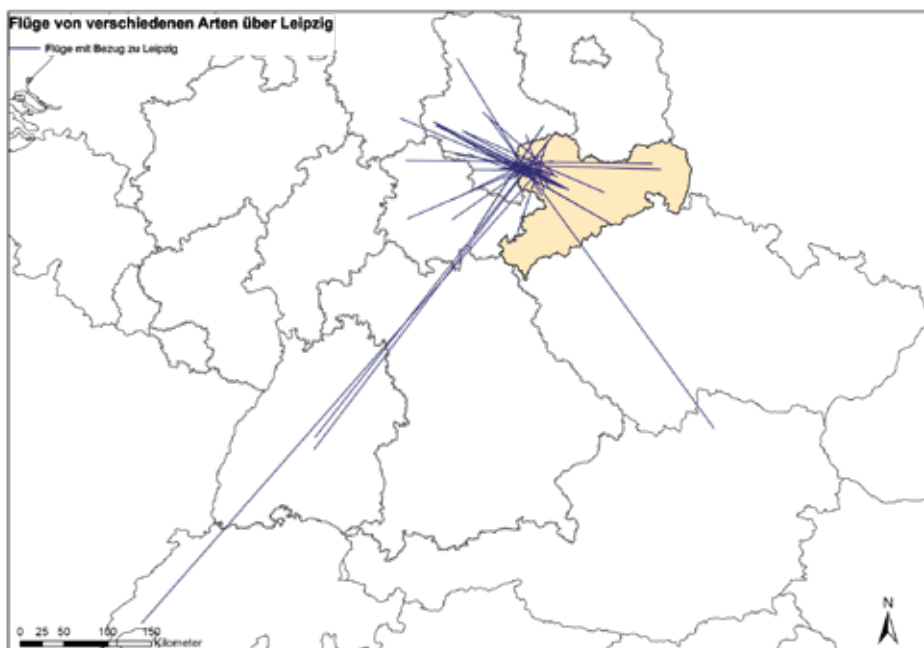 Flüge von verschiedenen Arten über Leipzig
Flüge mit Bezug zu Leipzig
N
0 25 50 100 150
Kilometer